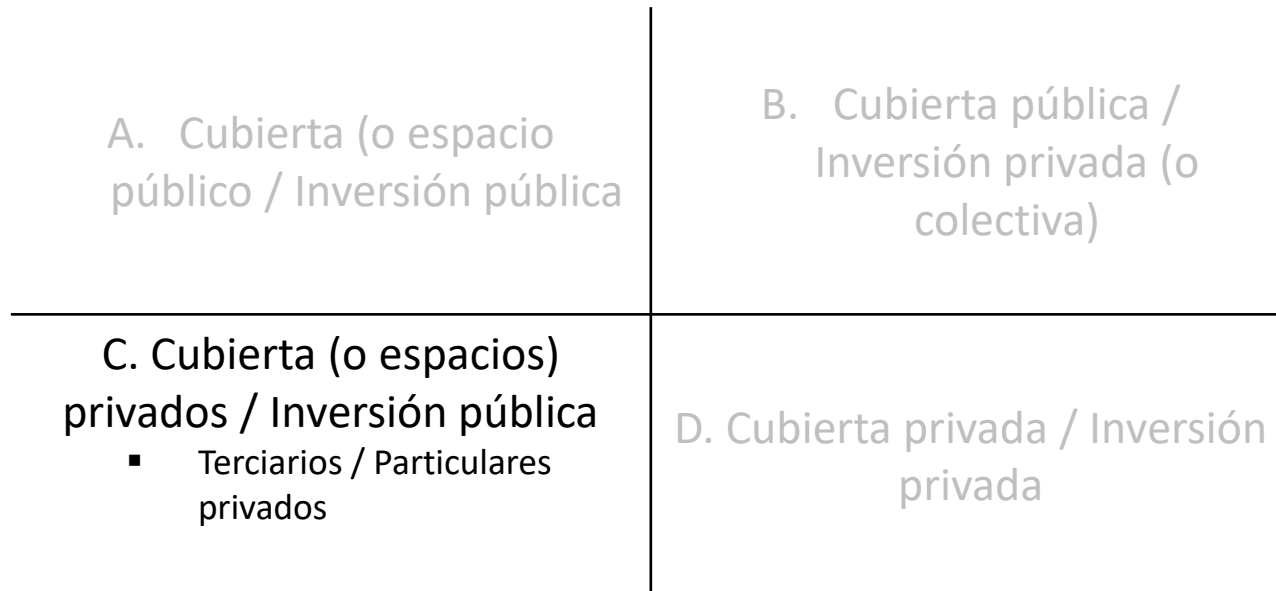 A. Cubierta (o espacio
público / Inversión pública
B. Cubierta pública /
Inversión privada (o
colectiva)
C. Cubierta (o espacios)
privados / Inversión pública
▪ Terciarios / Particulares
privados
D. Cubierta privada / Inversión
privada